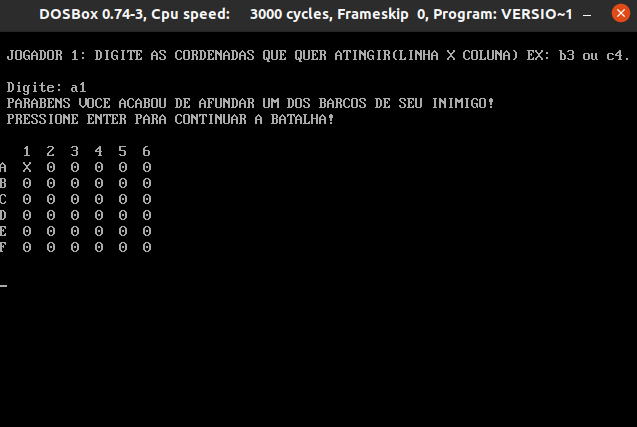 DOSBox 0.74-3, Cpu speed: 3000 cycles, Frameskip 0, Program: VERSIO~1
JOGADOR 1: DIGITE AS CORDENADAS QUE QUER ATINGIR(LINHA X COLUNA) EX: b3 ou c4.
Digite: a1
PARABENS VOCE ACABOU DE AFUNDAR UM DOS BARCOS DE SEU INIMIGO!
PRESSIONE ENTER PARA CONTINUAR A BATALHA!
1 2 3 4 5 6
A X 0 0 0 0 0
B 0 0 0 0 0 0
C 0 0 0 0 0 0
D 0 0 0 0 0 0
E 0 0 0 0 0 0
F 0 0 0 0 0 0